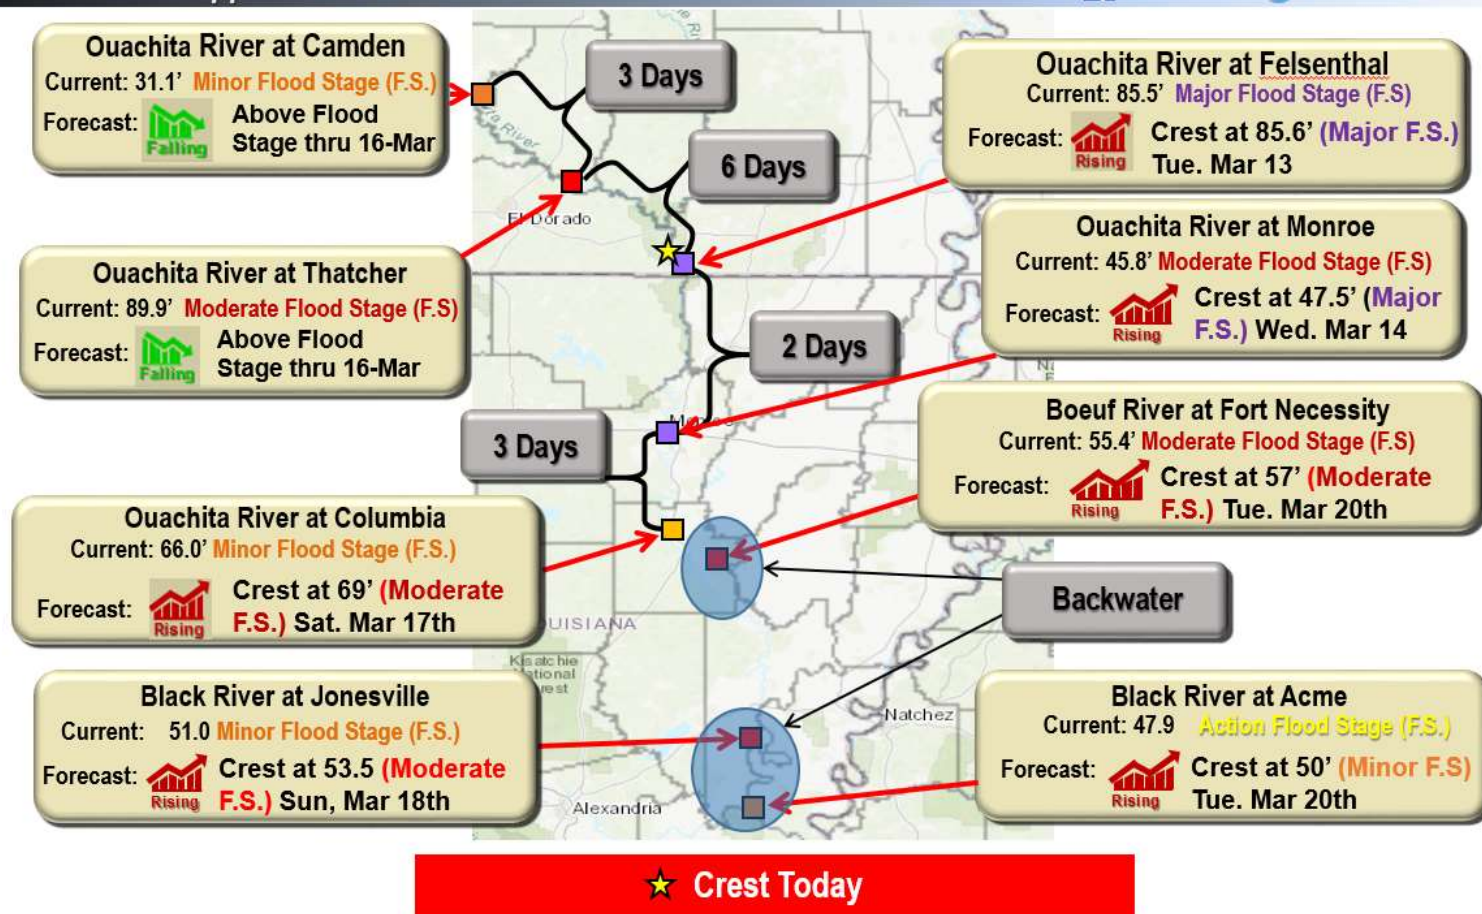 Ouachita River at Camden
Current: 31.1' Minor Flood Stage (F.S.)
Forecast:
Falling
Above Flood
Stage thru 16-Mar
3 Days
Ouachita River at Felsenthal
Current: 85.5' Major Flood Stage (F.S)
Forecast:
Rising
Crest at 85.6' (Major F.S.)
Tue. Mar 13
6 Days
El Dorado
Ouachita River at Thatcher
Current: 89.9' Moderate Flood Stage (F.S)
Forecast:
Falling
Above Flood
Stage thru 16-Mar
Ouachita River at Monroe
Current: 45.8' Moderate Flood Stage (F.S)
Forecast:
Rising
Crest at 47.5' (Major
F.S.) Wed. Mar 14
2 Days
3 Days
Boeuf River at Fort Necessity
Current: 55.4' Moderate Flood Stage (F.S)
Forecast:
Rising
Crest at 57' (Moderate
F.S.) Tue. Mar 20th
Ouachita River at Columbia
Current: 66.0' Minor Flood Stage (F.S.)
Forecast:
Rising
Crest at 69' (Moderate
F.S.) Sat. Mar 17th
Backwater
Black River at Jonesville
Current: 51.0 Minor Flood Stage (F.S.)
Forecast:
Rising
Crest at 53.5 (Moderate
F.S.) Sun, Mar 18th
Natchez
Alexandria
Black River at Acme
Current: 47.9 Action Flood Stage (F.S.)
Forecast:
Rising
Crest at 50' (Minor F.S)
Tue. Mar 20th
Crest Today